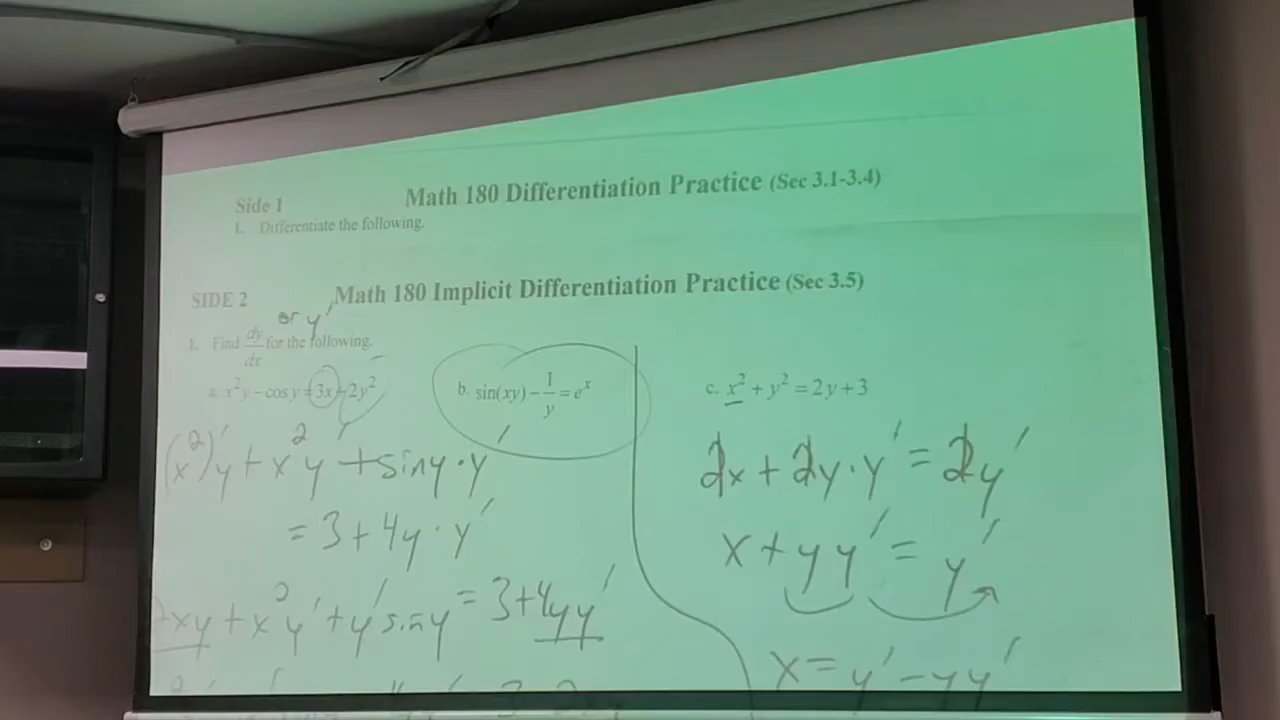 Side 1 Math 180 Differentiation Practice (Sec 3.1-3.4)
1. Differentiate the following.
SIDE 2 Math 180 Implicit Differentiation Practice (Sec 3.5)
or y'
1. Find dy/dx for the following.
a. x²y − cos y = 3x + 2y²
b. sin(xy) − 1/y = eˣ
c. x² + y² = 2y + 3
(x²)'y + x²y' + sin y · y'
= 3 + 4y · y'
2xy + x²y' + y' sin y = 3 + 4yy'
2x + 2y · y' = 2y'
x + yy' = y'
x = y' − yy'